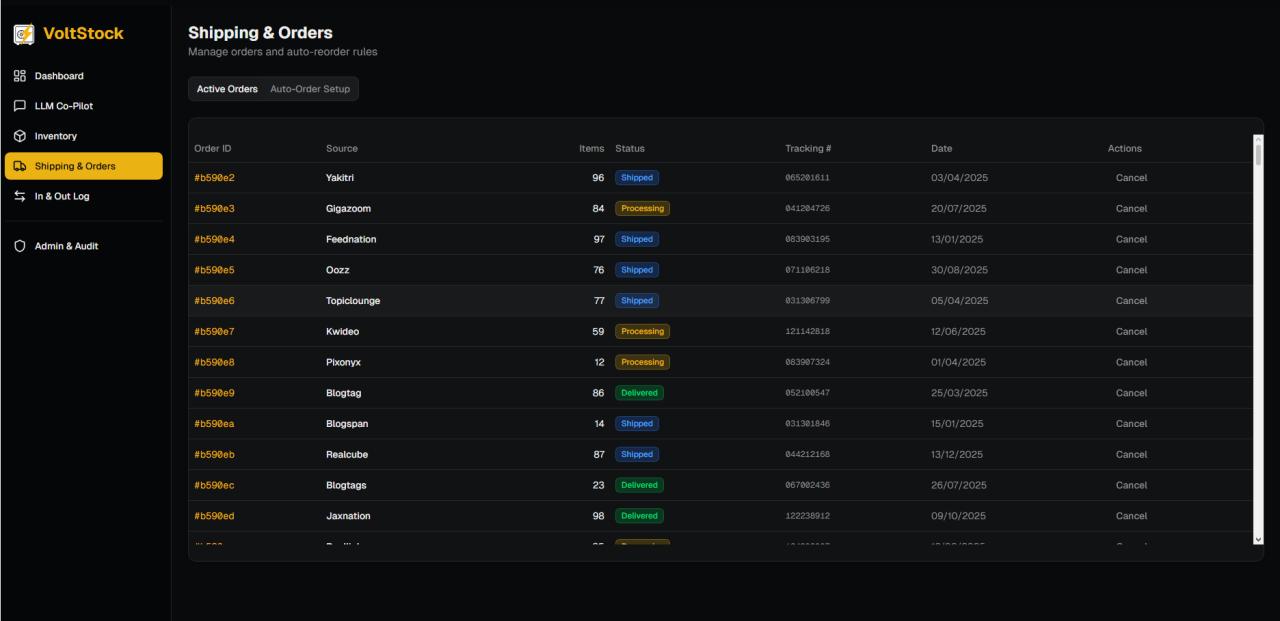 VoltStock
Dashboard
LLM Co-Pilot
Inventory
Shipping & Orders
In & Out Log
Admin & Audit
Shipping & Orders
Manage orders and auto-reorder rules
Active Orders Auto-Order Setup
Order ID Source Items Status Tracking # Date Actions
#b590e2 Yakitri 96 Shipped 065201611 03/04/2025 Cancel
#b590e3 Gigazoom 84 Processing 041204726 20/07/2025 Cancel
#b590e4 Feednation 97 Shipped 083903195 13/01/2025 Cancel
#b590e5 Oozz 76 Shipped 071106218 30/08/2025 Cancel
#b590e6 Topiclounge 77 Shipped 031306799 05/04/2025 Cancel
#b590e7 Kwideo 59 Processing 121142818 12/06/2025 Cancel
#b590e8 Pixonyx 12 Processing 083907324 01/04/2025 Cancel
#b590e9 Blogtag 86 Delivered 052100547 25/03/2025 Cancel
#b590ea Blogspan 14 Shipped 031301846 15/01/2025 Cancel
#b590eb Realcube 87 Shipped 044212168 13/12/2025 Cancel
#b590ec Blogtags 23 Delivered 067002436 26/07/2025 Cancel
#b590ed Jaxnation 98 Delivered 122238912 09/10/2025 Cancel